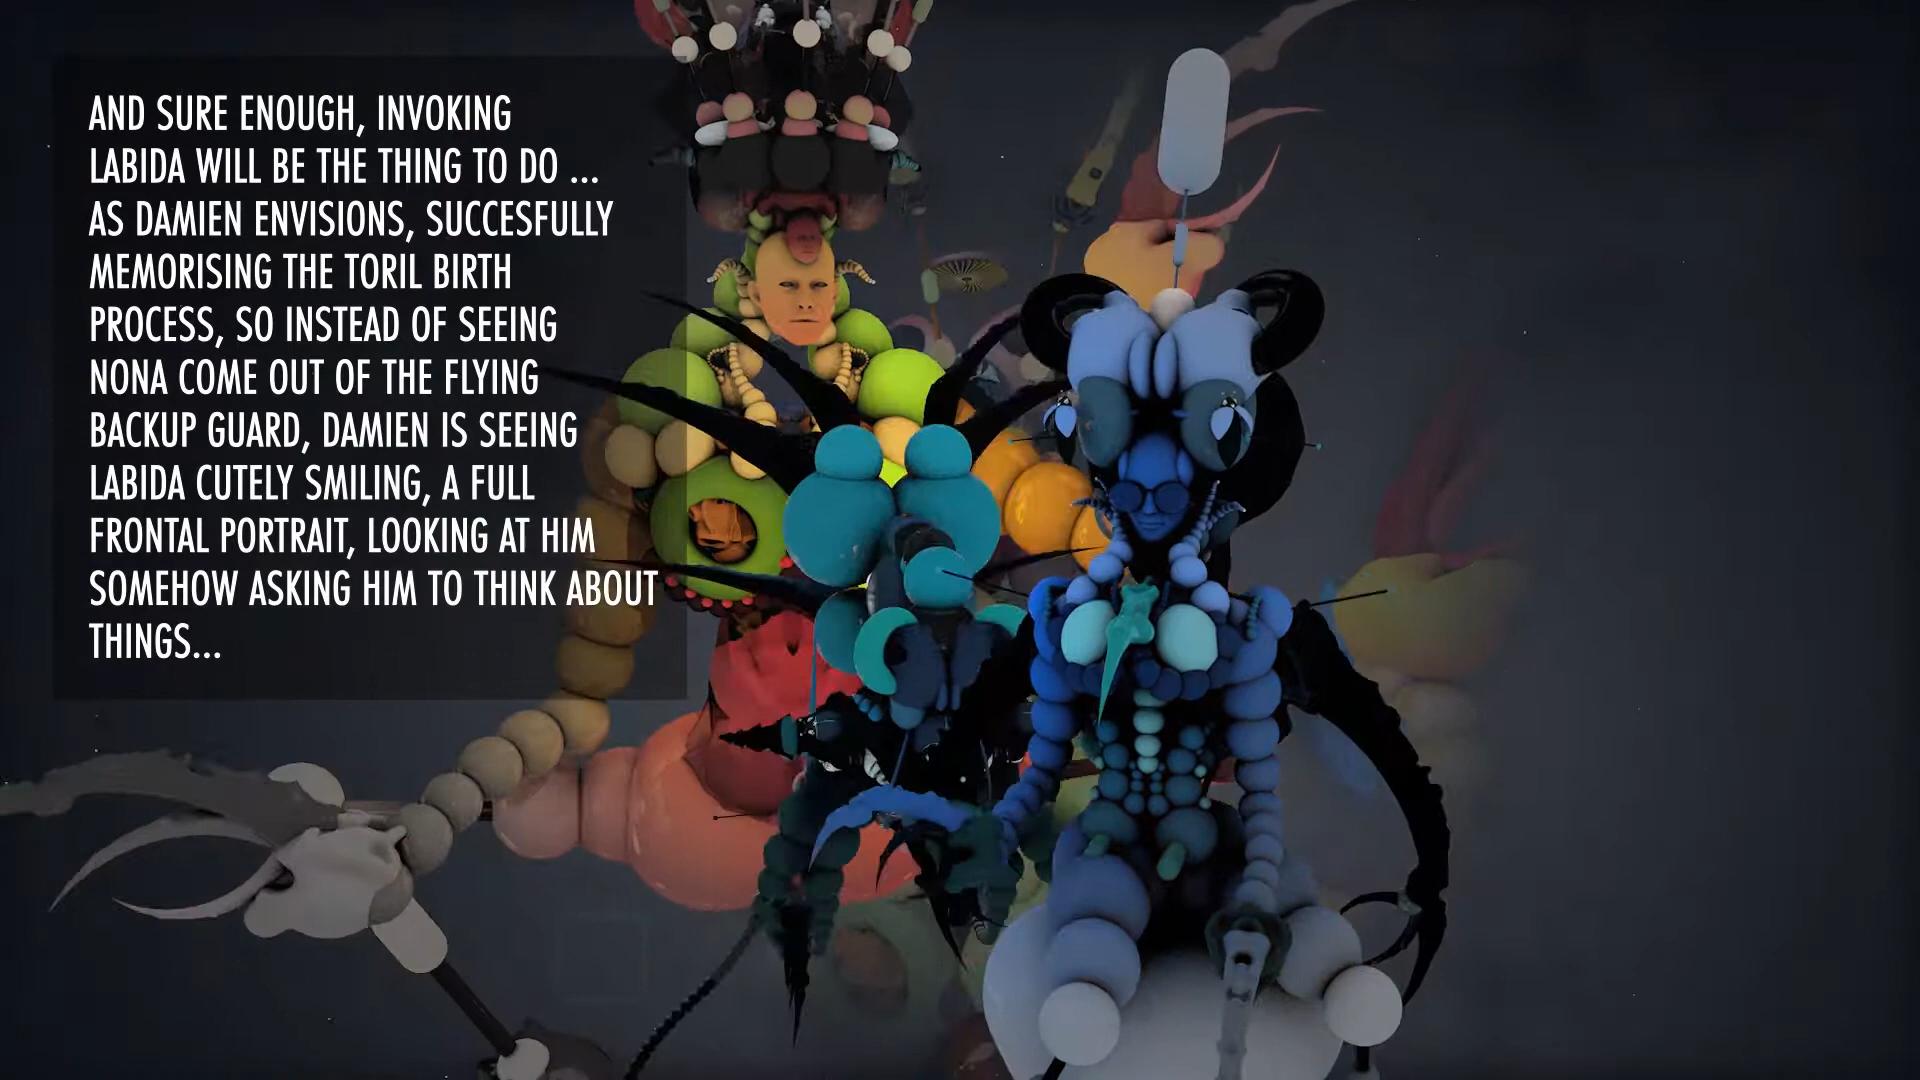 AND SURE ENOUGH, INVOKING
LABIDA WILL BE THE THING TO DO ...
AS DAMIEN ENVISIONS, SUCCESFULLY
MEMORISING THE TORIL BIRTH
PROCESS, SO INSTEAD OF SEEING
NONA COME OUT OF THE FLYING
BACKUP GUARD, DAMIEN IS SEEING
LABIDA CUTELY SMILING, A FULL
FRONTAL PORTRAIT, LOOKING AT HIM
SOMEHOW ASKING HIM TO THINK ABOUT
THINGS...